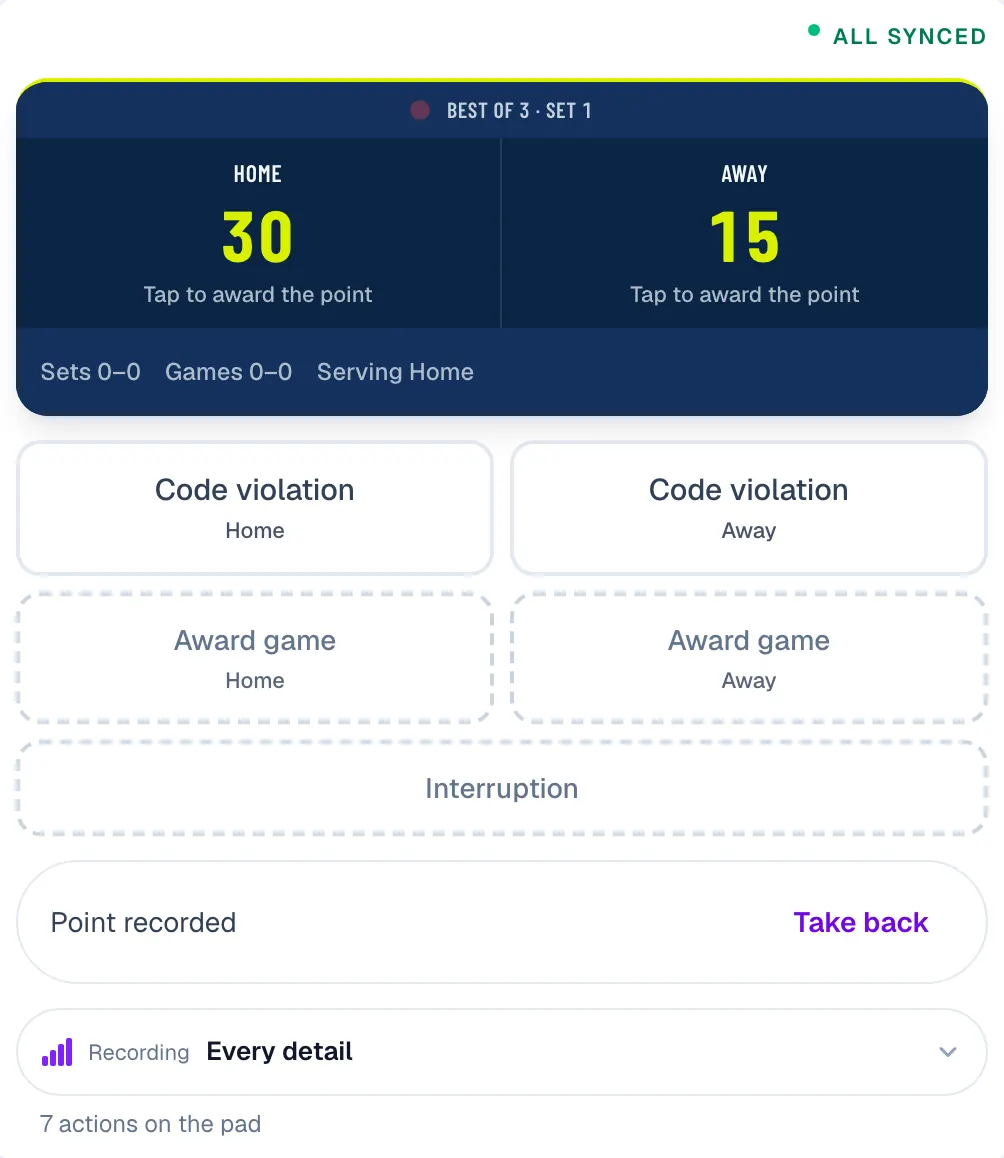 ALL SYNCED
BEST OF 3 · SET 1
HOME
30
Tap to award the point
AWAY
15
Tap to award the point
Sets 0–0 Games 0–0 Serving Home
Code violation
Home
Code violation
Away
Award game
Home
Award game
Away
Interruption
Point recorded
Take back
Recording Every detail
7 actions on the pad